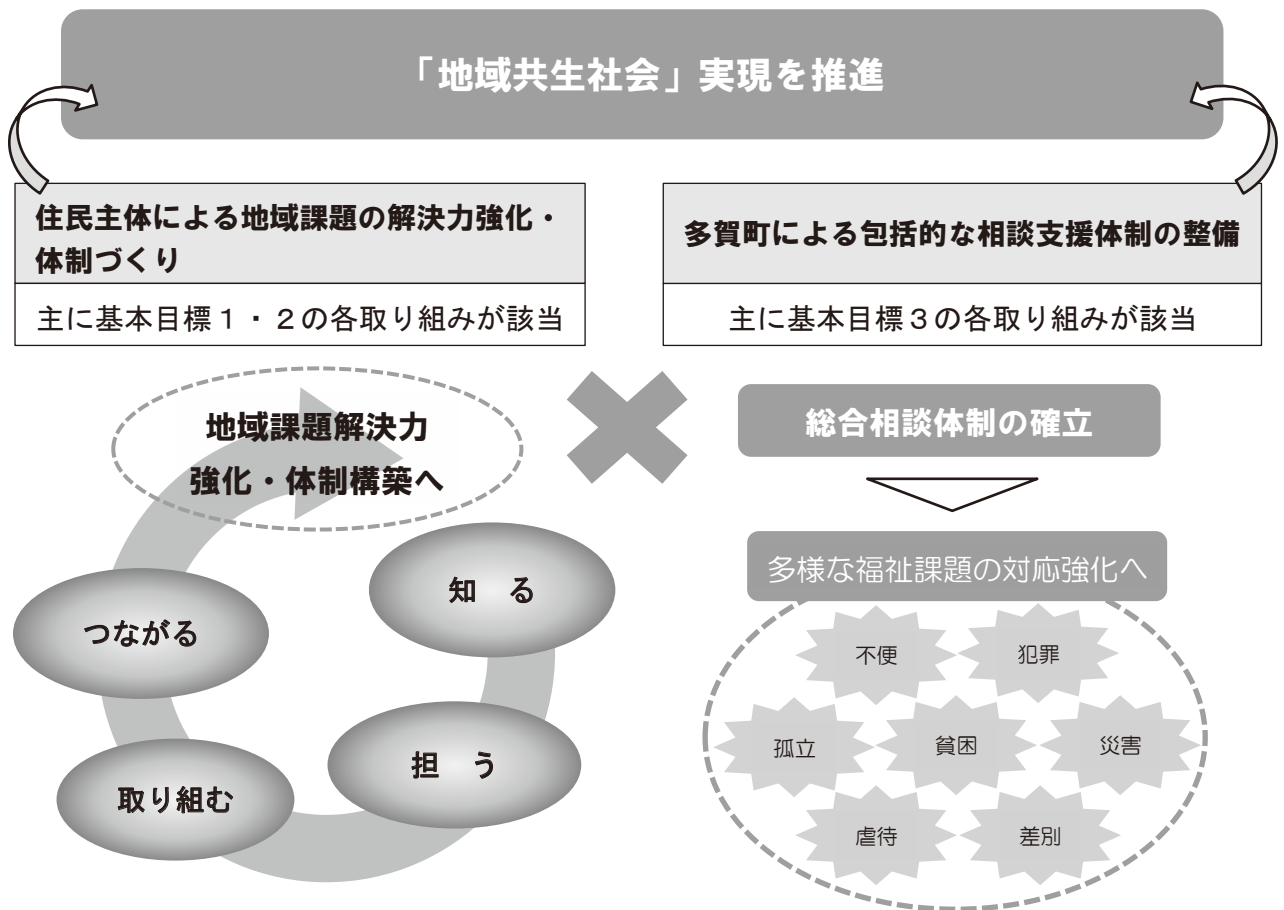 「地域共生社会」実現を推進
住民主体による地域課題の解決力強化・
体制づくり
主に基本目標１・２の各取り組みが該当
多賀町による包括的な相談支援体制の整備
主に基本目標３の各取り組みが該当
地域課題解決力
強化・体制構築へ
知　る
担　う
取り組む
つながる
総合相談体制の確立
多様な福祉課題の対応強化へ
不便
犯罪
孤立
貧困
災害
虐待
差別